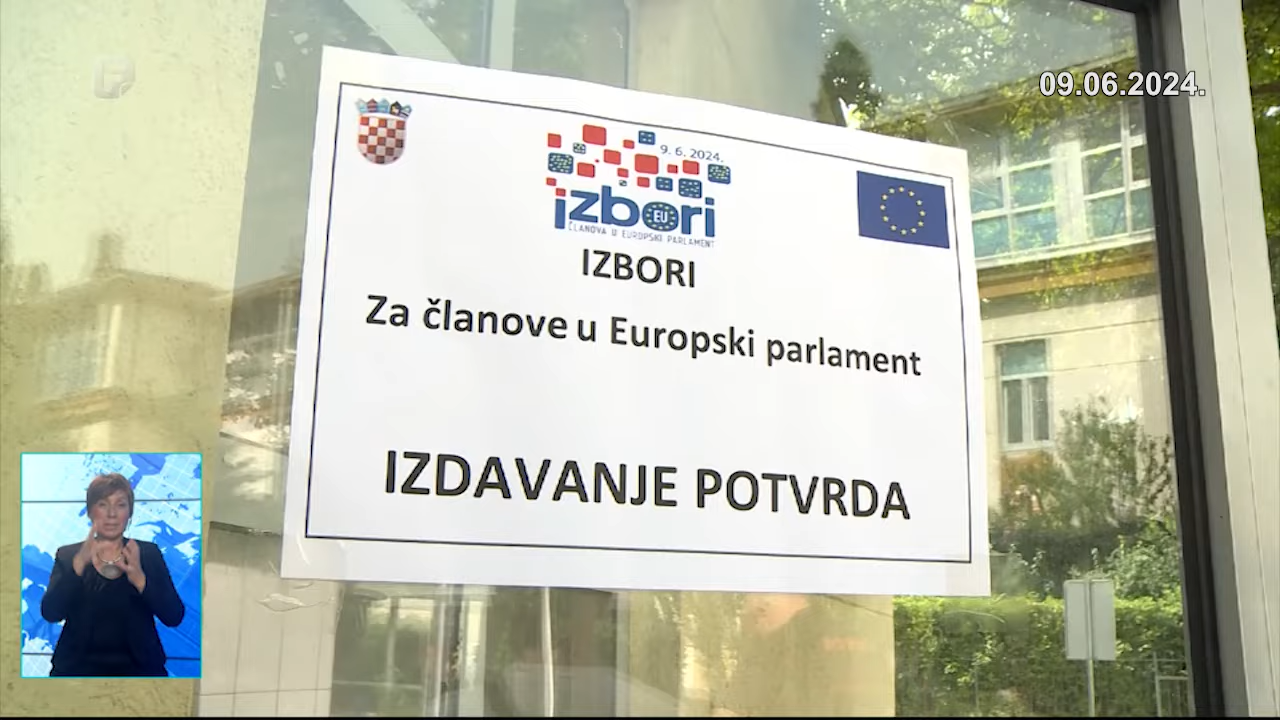 09.06.2024.
9. 6. 2024.
izbori
EU
ČLANOVA U EUROPSKI PARLAMENT
IZBORI
Za članove u Europski parlament
IZDAVANJE POTVRDA